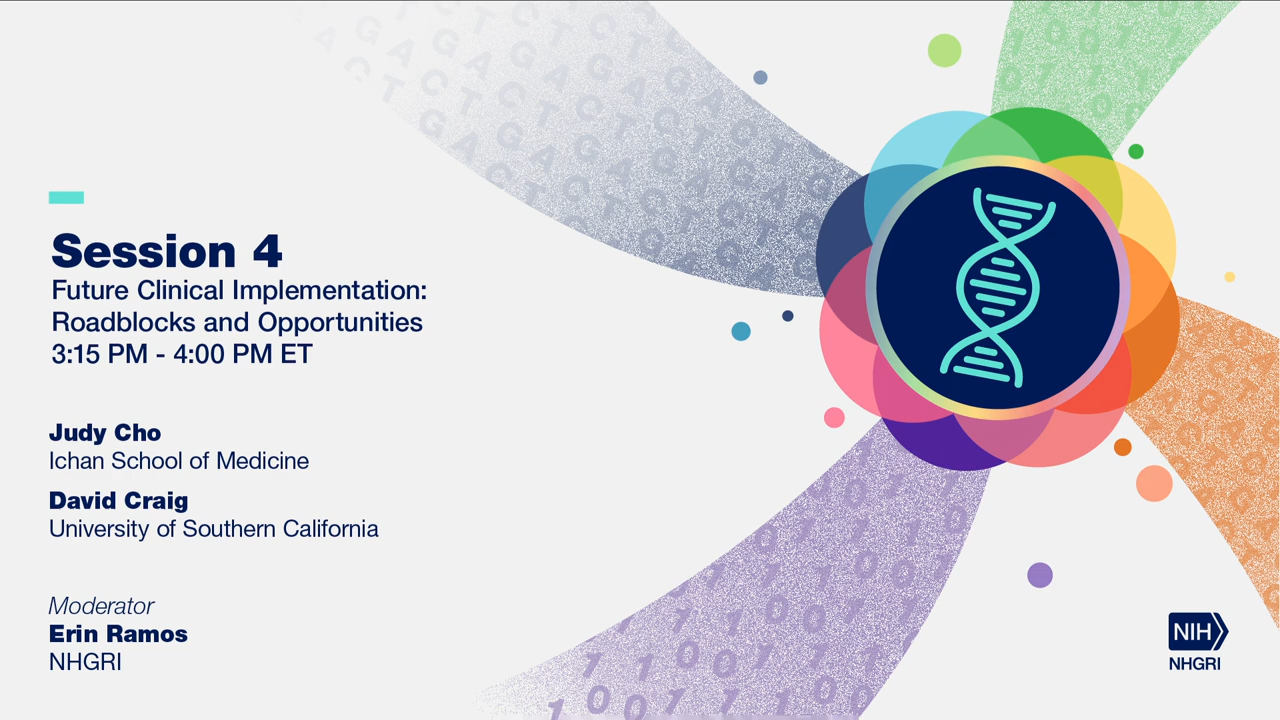 Session 4
Future Clinical Implementation:
Roadblocks and Opportunities
3:15 PM - 4:00 PM ET
Judy Cho
Ichan School of Medicine
David Craig
University of Southern California
Moderator
Erin Ramos
NHGRI
NIH
NHGRI